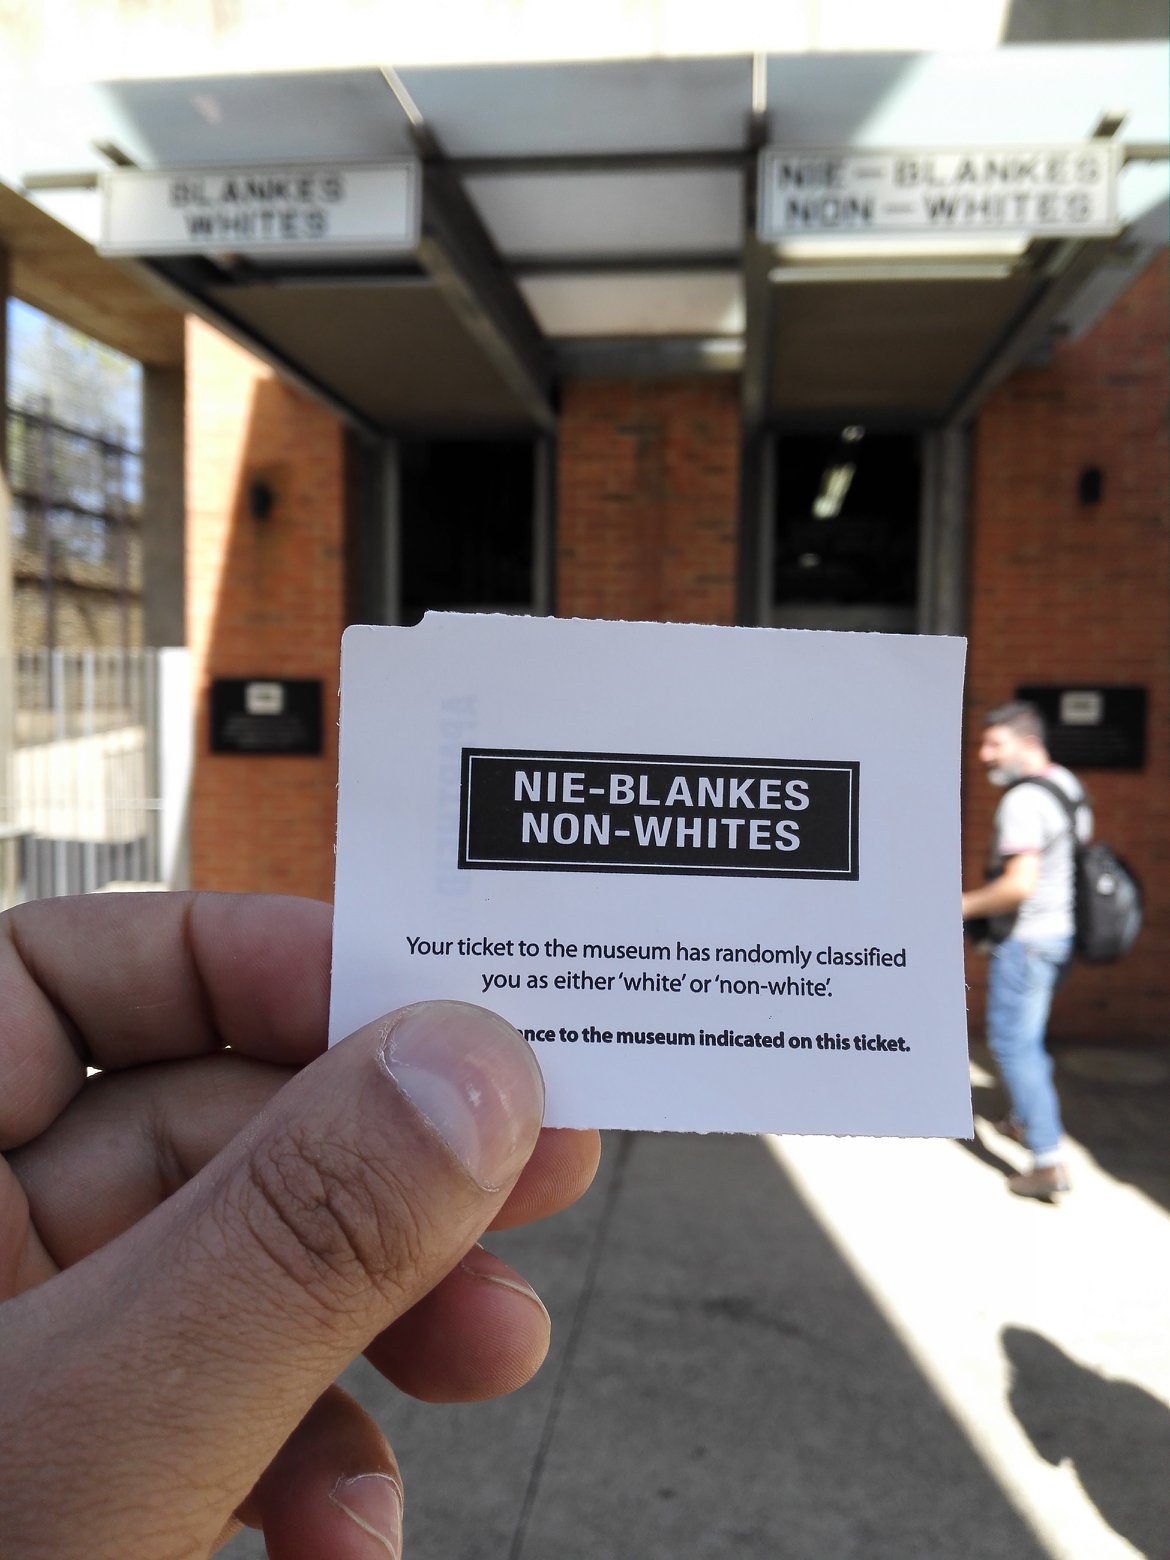 BLANKES
WHITES
NIE-BLANKES
NON-WHITES
NIE-BLANKES
NON-WHITES
Your ticket to the museum has randomly classified
you as either ‘white’ or ‘non-white’.
to the museum indicated on this ticket.